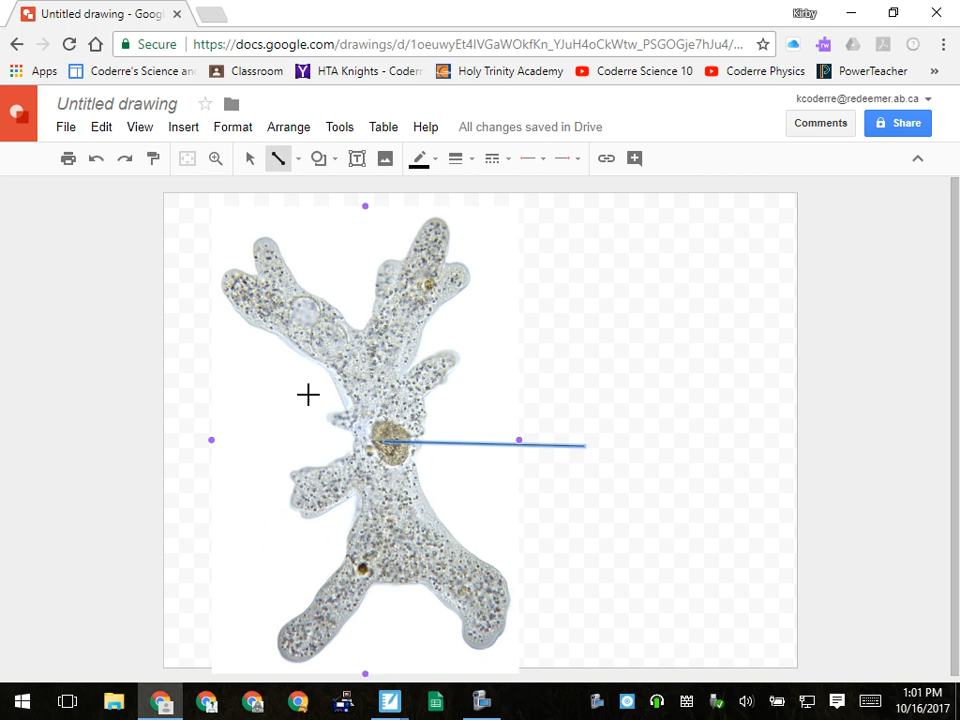 Untitled drawing - Goog
Kirby
Secure https://docs.google.com/drawings/d/1oeuwyEt4lVGaWOkfKn_YJuH4oCkWtw_PSGOGje7hJu4/...
Apps Coderre's Science and Classroom HTA Knights - Coderr Holy Trinity Academy Coderre Science 10 Coderre Physics PowerTeacher »
Untitled drawing
kcoderre@redeemer.ab.ca
File Edit View Insert Format Arrange Tools Table Help All changes saved in Drive
Comments Share
1:01 PM
10/16/2017